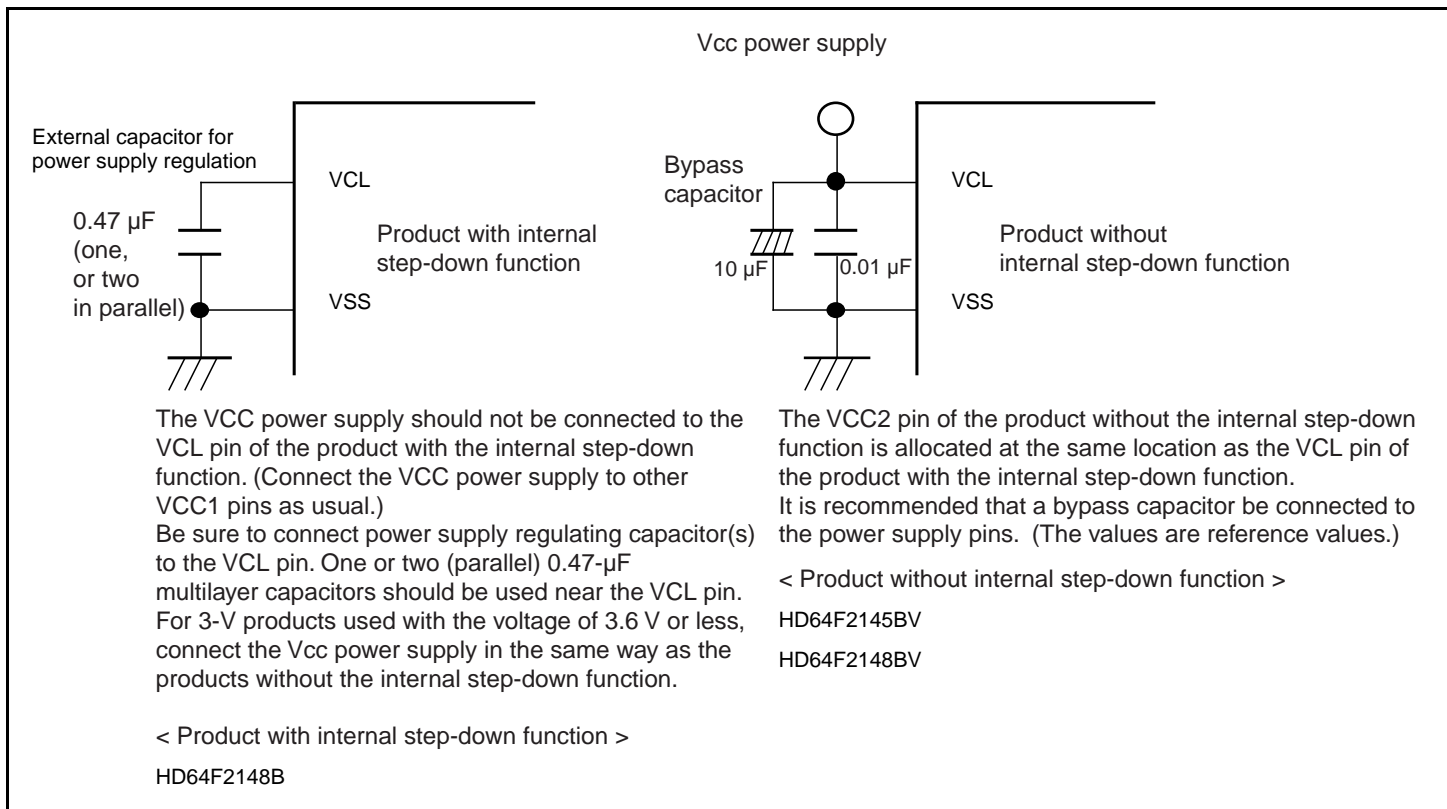 Vcc power supply
External capacitor for
power supply regulation
VCL
0.47 µF
(one,
or two
in parallel)
Product with internal
step-down function
VSS
Bypass
capacitor
VCL
10 µF
0.01 µF
Product without
internal step-down function
VSS
The VCC power supply should not be connected to the
VCL pin of the product with the internal step-down
function. (Connect the VCC power supply to other
VCC1 pins as usual.)
Be sure to connect power supply regulating capacitor(s)
to the VCL pin. One or two (parallel) 0.47-µF
multilayer capacitors should be used near the VCL pin.
For 3-V products used with the voltage of 3.6 V or less,
connect the Vcc power supply in the same way as the
products without the internal step-down function.
< Product with internal step-down function >
HD64F2148B
The VCC2 pin of the product without the internal step-down
function is allocated at the same location as the VCL pin of
the product with the internal step-down function.
It is recommended that a bypass capacitor be connected to
the power supply pins. (The values are reference values.)
< Product without internal step-down function >
HD64F2145BV
HD64F2148BV